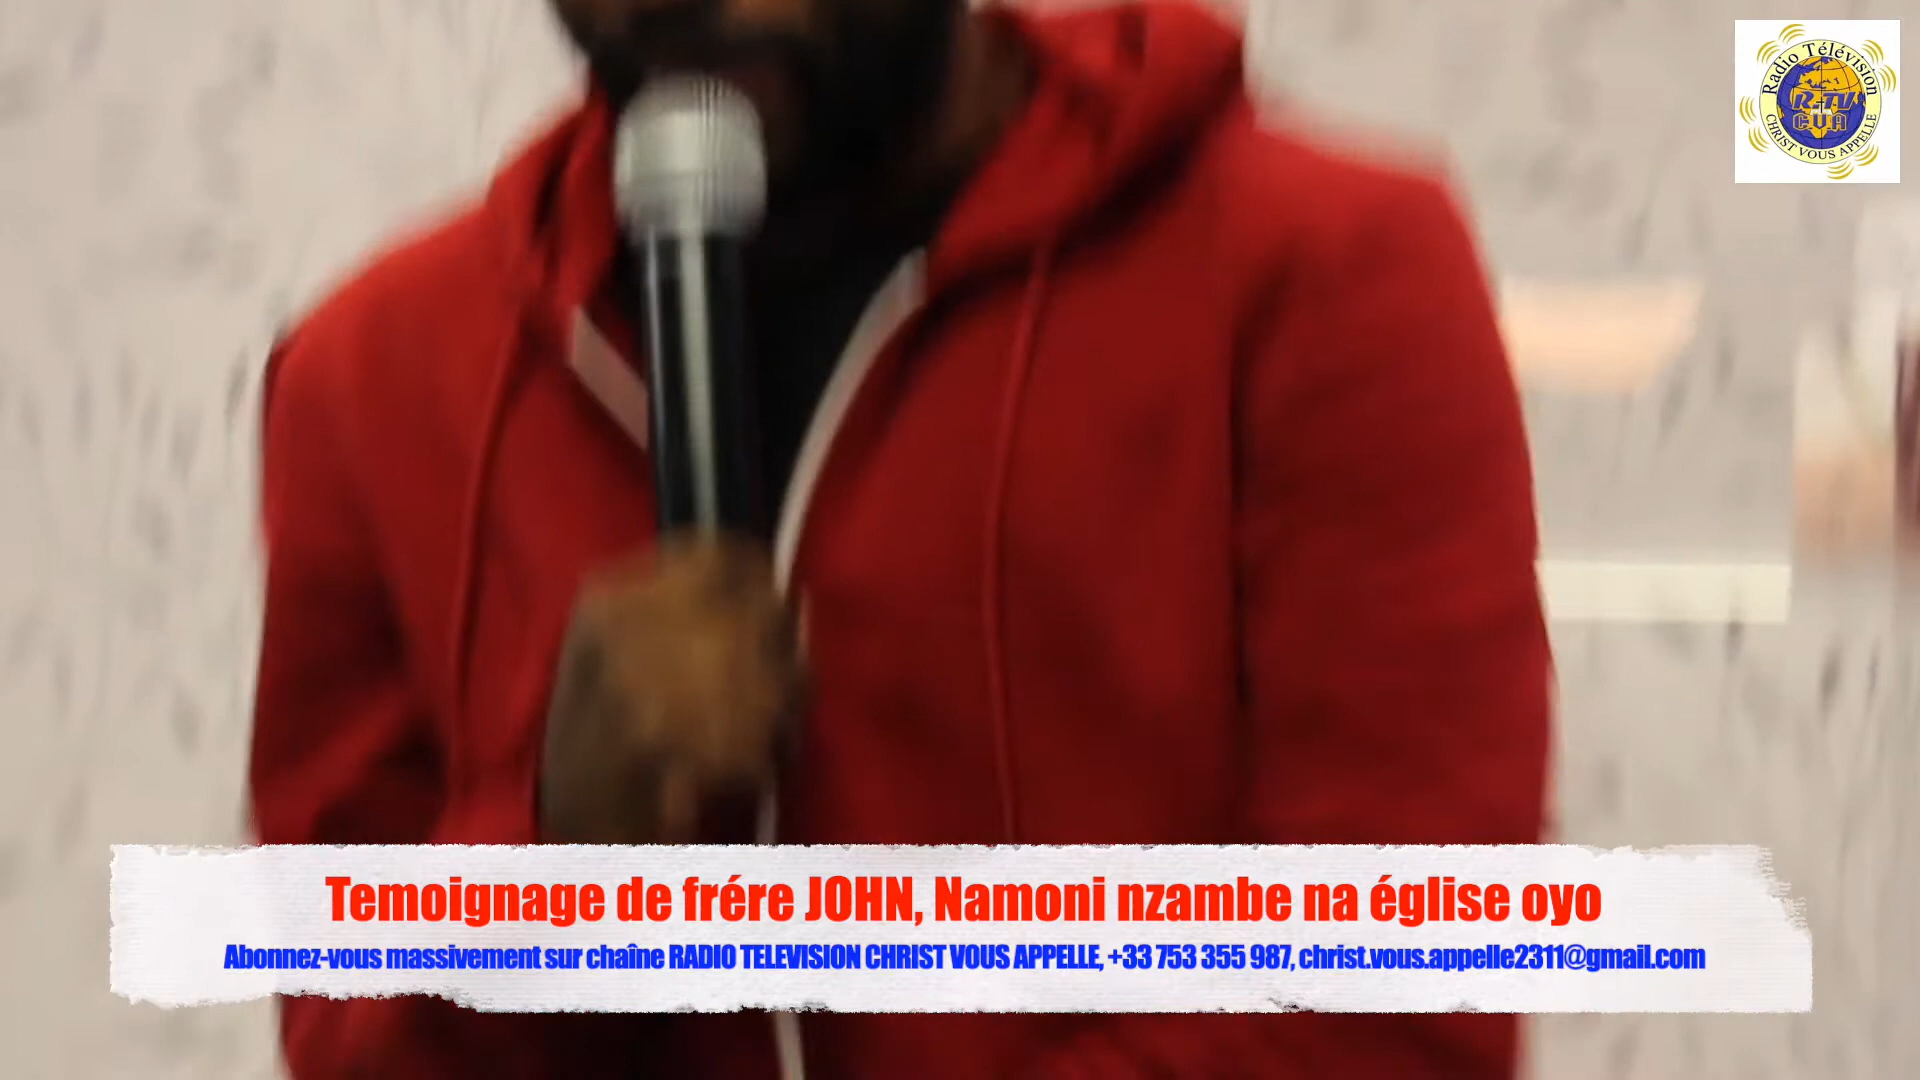 Radio Télévision
R-TV
CVA
CHRIST VOUS APPELLE
Temoignage de frére JOHN, Namoni nzambe na église oyo
Abonnez-vous massivement sur chaîne RADIO TELEVISION CHRIST VOUS APPELLE, +33 753 355 987, christ.vous.appelle2311@gmail.com